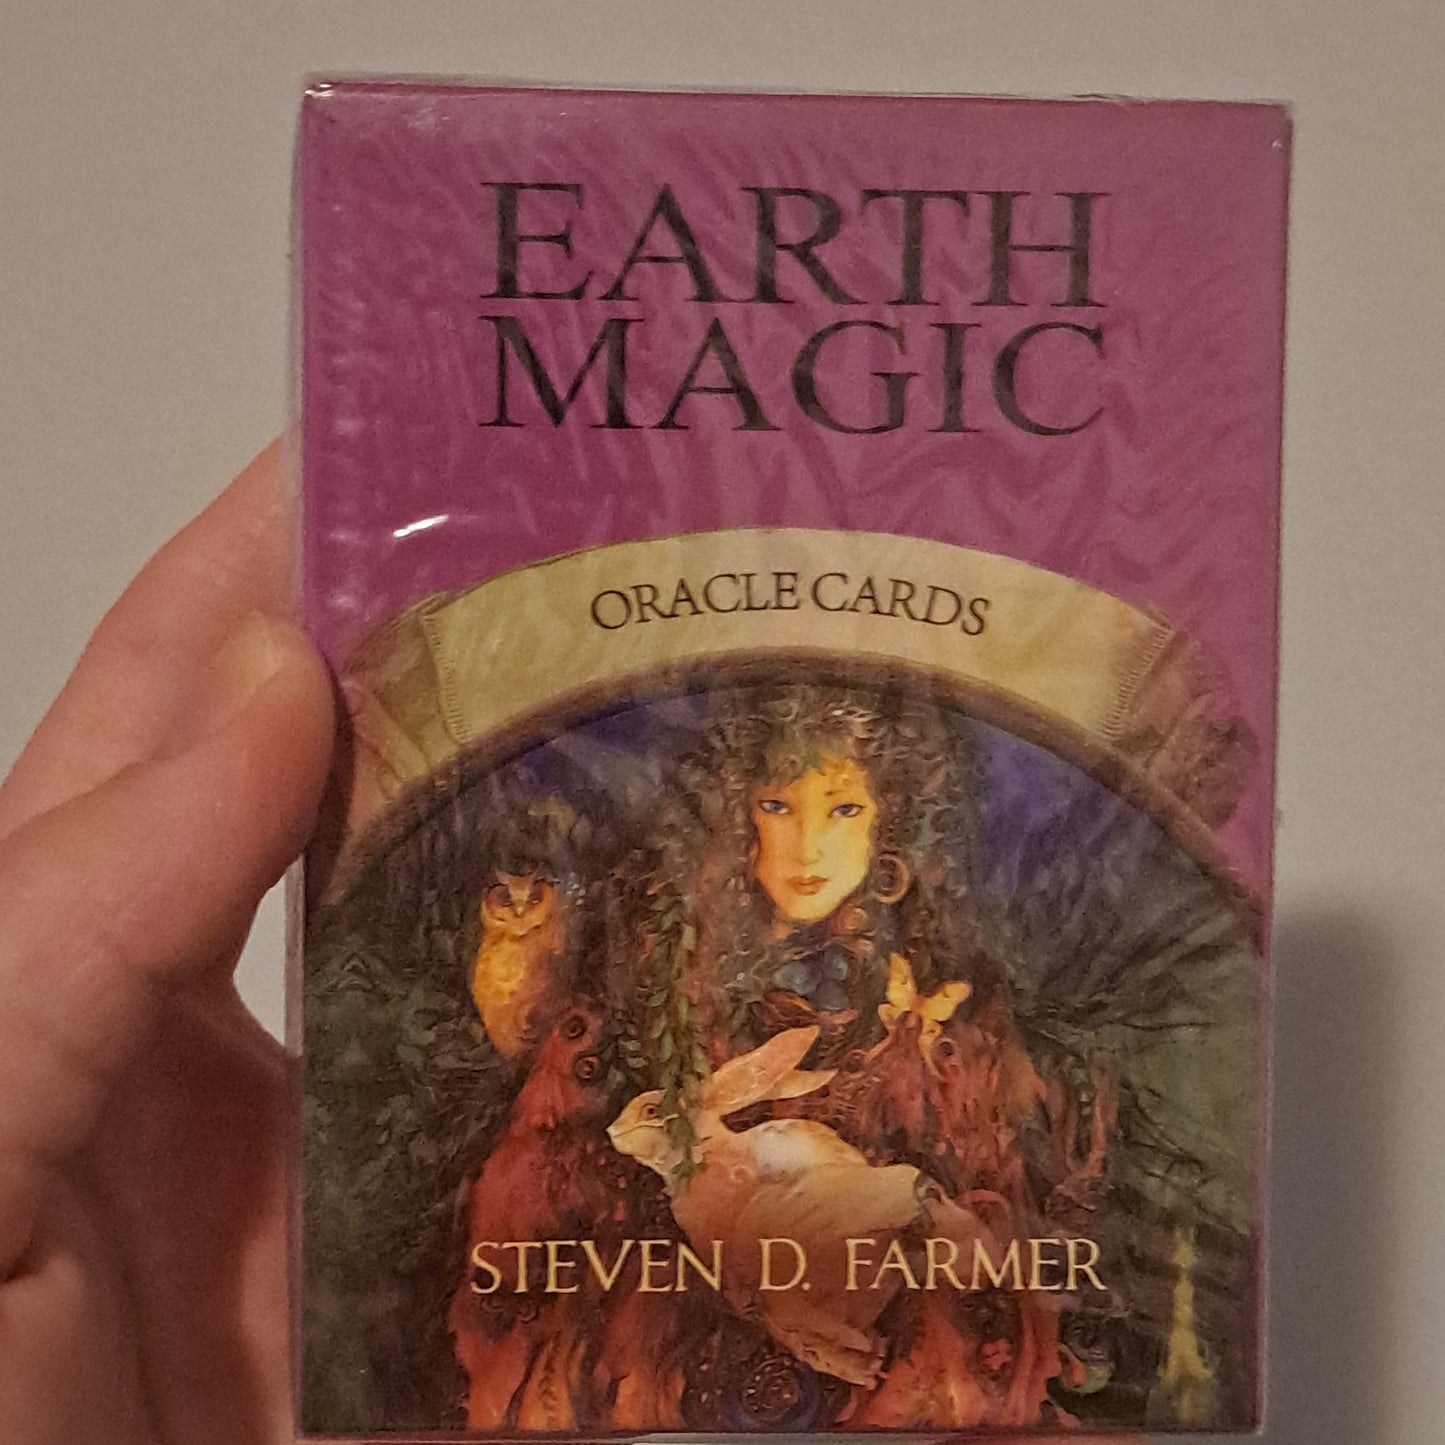 EARTH
MAGIC
ORACLE CARDS
STEVEN D. FARMER